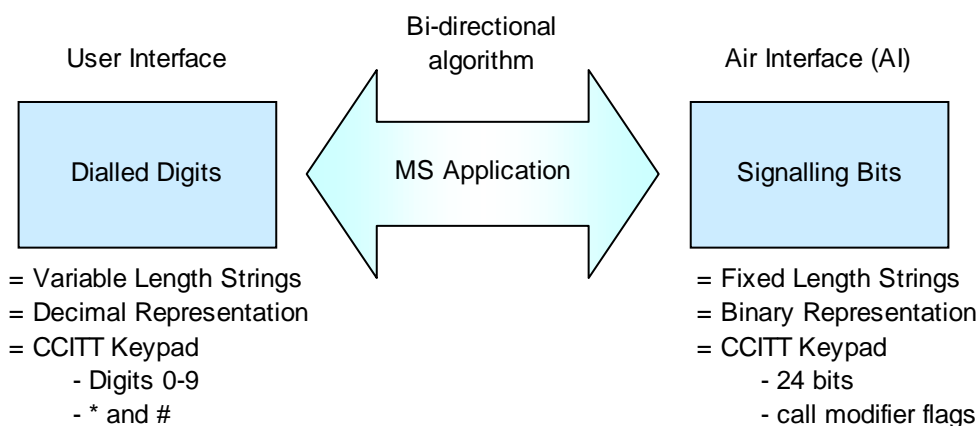 User Interface
Bi-directional
algorithm
Air Interface (AI)
Dialled Digits
MS Application
Signalling Bits
= Variable Length Strings
= Decimal Representation
= CCITT Keypad
- Digits 0-9
- * and #
= Fixed Length Strings
= Binary Representation
= CCITT Keypad
- 24 bits
- call modifier flags